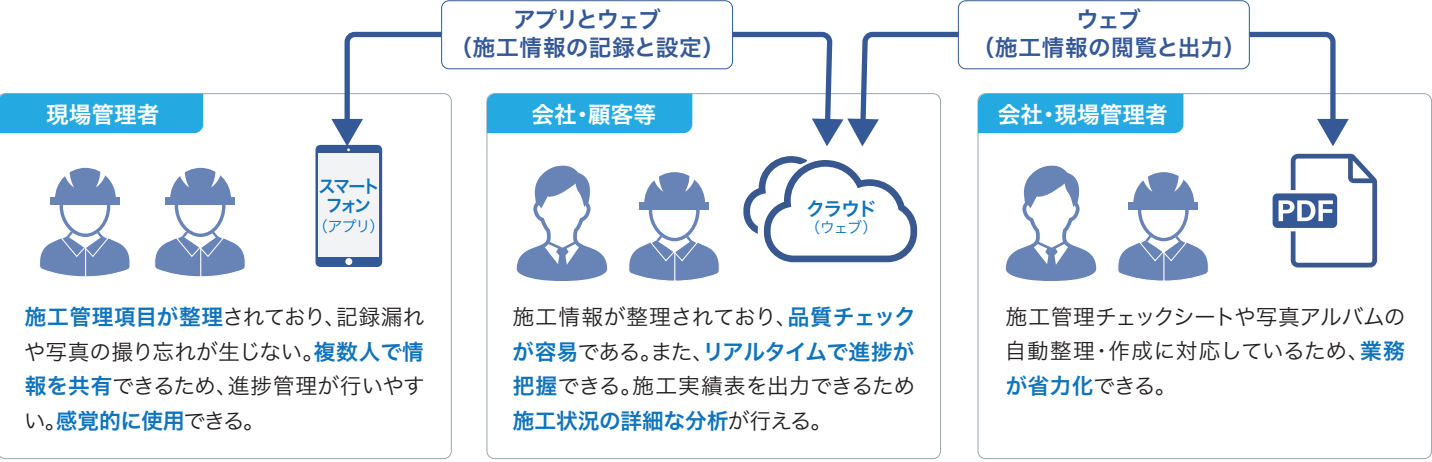 アプリとウェブ
（施工情報の記録と設定）
ウェブ
（施工情報の閲覧と出力）
現場管理者
スマート
フォン
（アプリ）
施工管理項目が整理されており、記録漏れ
や写真の撮り忘れが生じない。複数人で情
報を共有できるため、進捗管理が行いやす
い。感覚的に使用できる。
会社・顧客等
クラウド
（ウェブ）
施工情報が整理されており、品質チェック
が容易である。また、リアルタイムで進捗が
把握できる。施工実績表を出力できるため
施工状況の詳細な分析が行える。
会社・現場管理者
PDF
施工管理チェックシートや写真アルバムの
自動整理・作成に対応しているため、業務
が省力化できる。